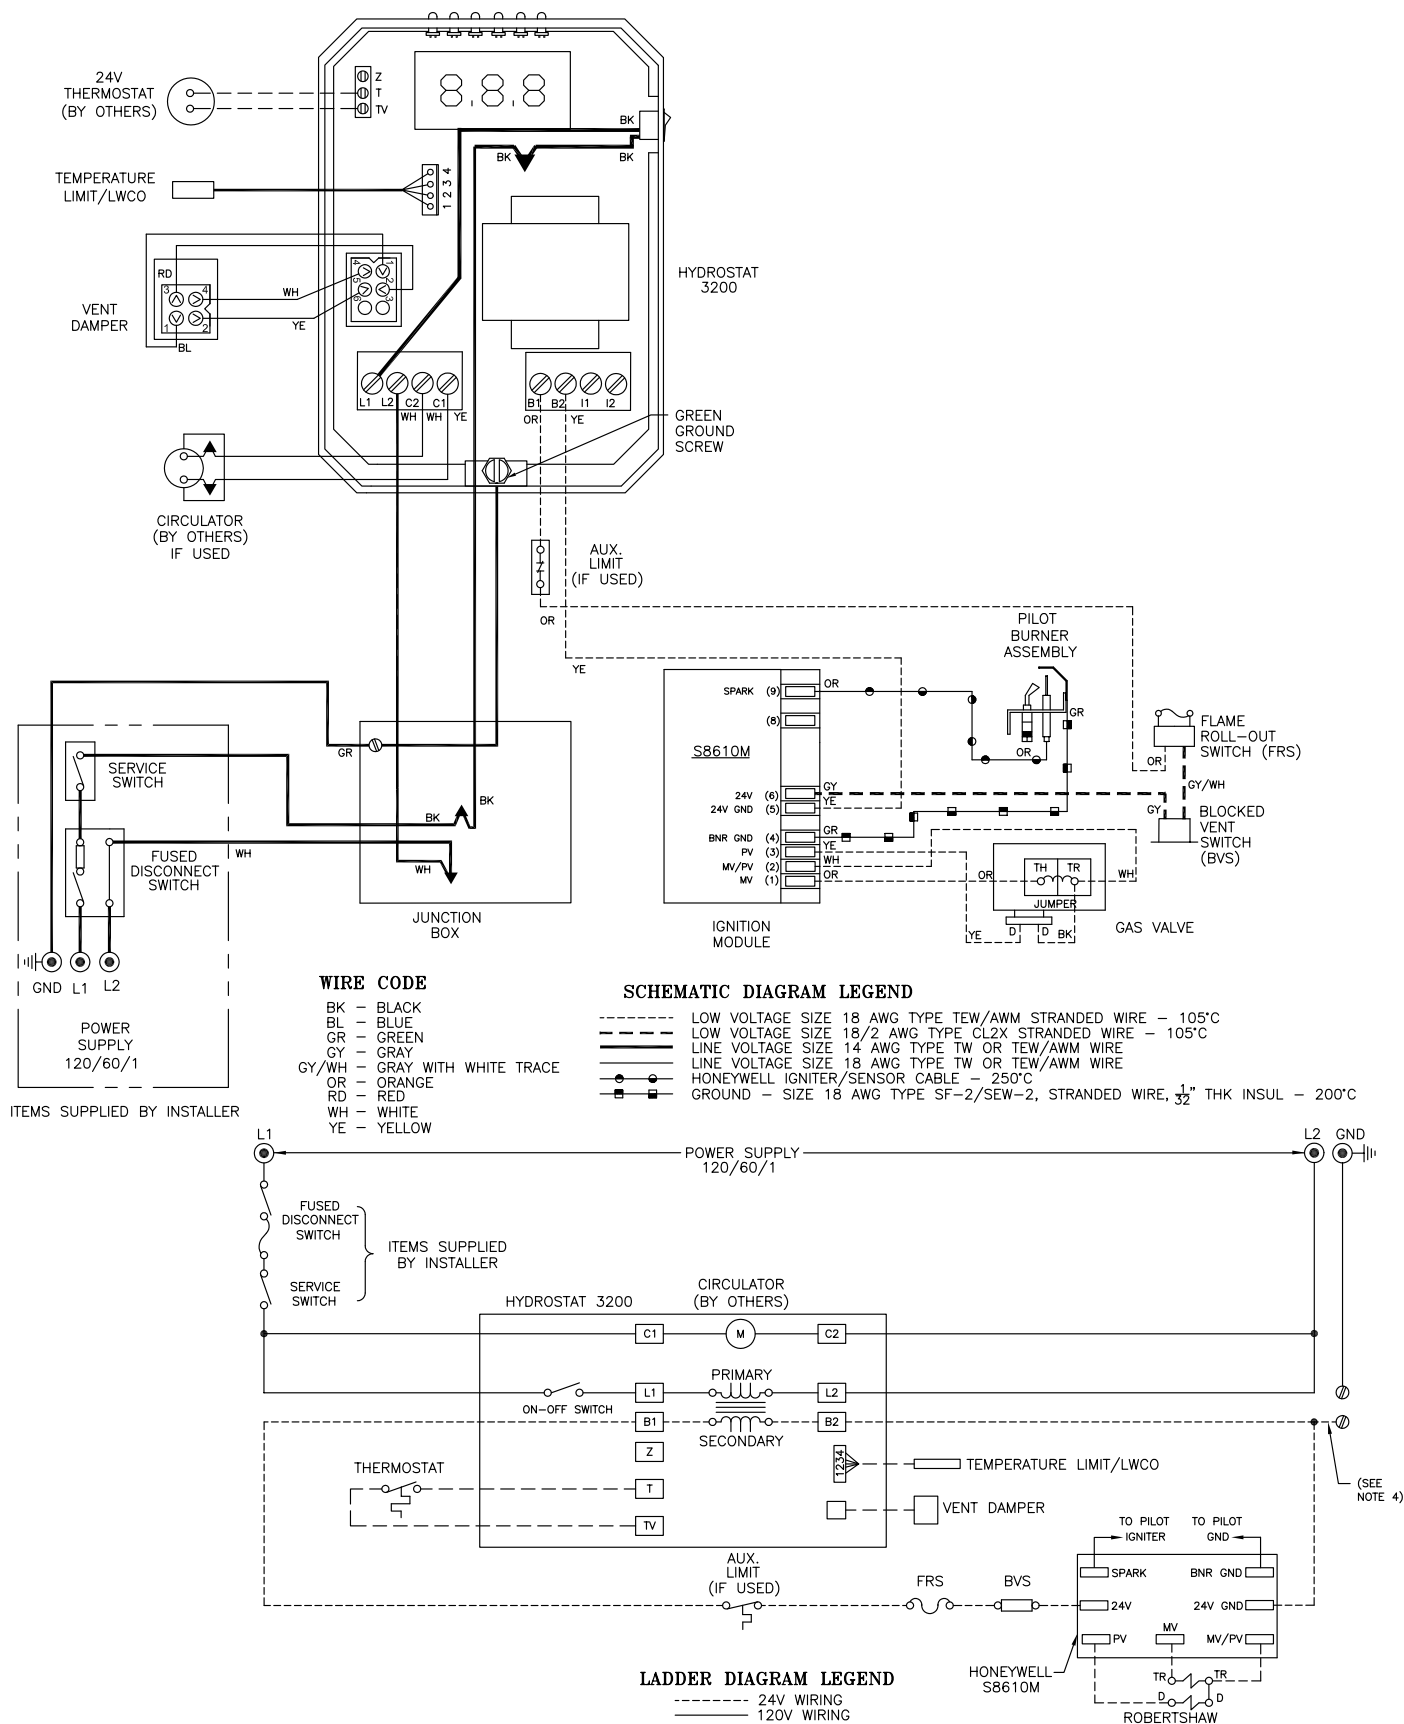 24V
THERMOSTAT
(BY OTHERS)
Z
T
TV
BK
BK
BK
TEMPERATURE
LIMIT/LWCO
1 2 3 4
HYDROSTAT
3200
RD
3
4
1
2
WH
YE
BL
VENT
DAMPER
1
2
3
4
5
6
L1 L2 C2 C1
WH WH YE
B1 B2 I1 I2
OR YE
GREEN
GROUND
SCREW
CIRCULATOR
(BY OTHERS)
IF USED
AUX.
LIMIT
(IF USED)
OR
YE
PILOT
BURNER
ASSEMBLY
SPARK (9)
OR
(8)
S8610M
GR
OR
24V (6)
GY
24V GND (5)
YE
BNR GND (4)
GR
PV (3)
YE
MV/PV (2)
WH
MV (1)
OR
IGNITION
MODULE
FLAME
ROLL-OUT
SWITCH (FRS)
OR
GY/WH
GY
BLOCKED
VENT
SWITCH
(BVS)
TH TR
JUMPER
OR
WH
D D
YE
BK
GAS VALVE
GR
BK
BK
WH
WH
JUNCTION
BOX
SERVICE
SWITCH
FUSED
DISCONNECT
SWITCH
GND L1 L2
POWER
SUPPLY
120/60/1
ITEMS SUPPLIED BY INSTALLER
WIRE CODE
BK – BLACK
BL – BLUE
GR – GREEN
GY – GRAY
GY/WH – GRAY WITH WHITE TRACE
OR – ORANGE
RD – RED
WH – WHITE
YE – YELLOW
SCHEMATIC DIAGRAM LEGEND
LOW VOLTAGE SIZE 18 AWG TYPE TEW/AWM STRANDED WIRE – 105°C
LOW VOLTAGE SIZE 18/2 AWG TYPE CL2X STRANDED WIRE – 105°C
LINE VOLTAGE SIZE 14 AWG TYPE TW OR TEW/AWM WIRE
LINE VOLTAGE SIZE 18 AWG TYPE TW OR TEW/AWM WIRE
HONEYWELL IGNITER/SENSOR CABLE – 250°C
GROUND – SIZE 18 AWG TYPE SF-2/SEW-2, STRANDED WIRE, 1/32" THK INSUL – 200°C
L1
POWER SUPPLY
120/60/1
L2 GND
FUSED
DISCONNECT
SWITCH
ITEMS SUPPLIED
BY INSTALLER
SERVICE
SWITCH
HYDROSTAT 3200
CIRCULATOR
(BY OTHERS)
C1 M C2
PRIMARY
L1 L2
ON-OFF SWITCH
B1 B2
SECONDARY
Z
THERMOSTAT
T
TV
1234
TEMPERATURE LIMIT/LWCO
VENT DAMPER
(SEE
NOTE 4)
AUX.
LIMIT
(IF USED)
FRS
BVS
TO PILOT
IGNITER
TO PILOT
GND
SPARK
BNR GND
24V
24V GND
PV
MV
MV/PV
HONEYWELL
S8610M
TR TR
D D
ROBERTSHAW
LADDER DIAGRAM LEGEND
24V WIRING
120V WIRING